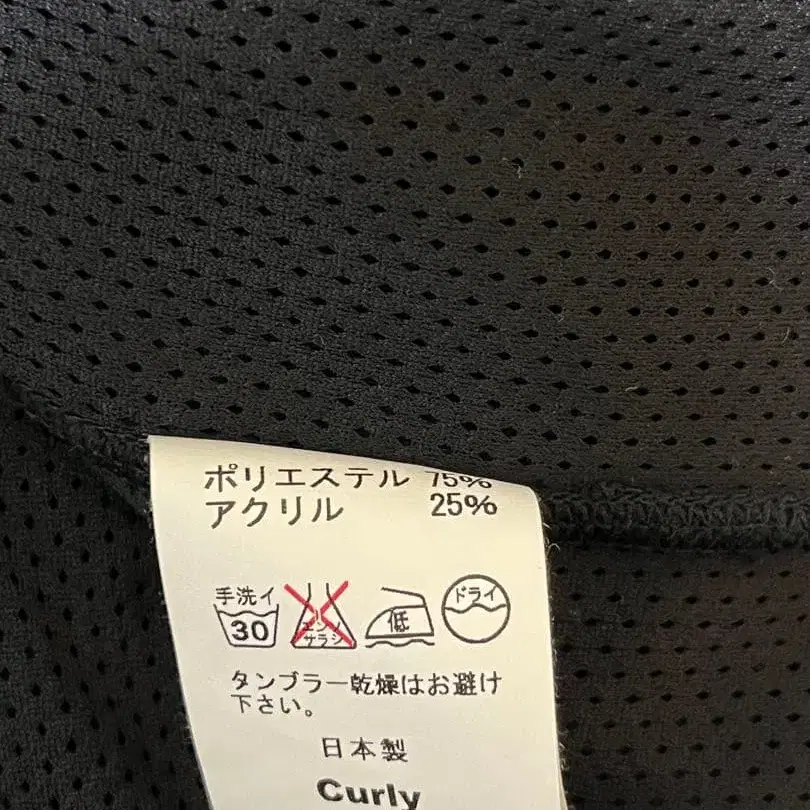 ポリエステル 75%
アクリル 25%
手洗イ 30 エンソサラシ 低 ドライ
タンブラー乾燥はお避け
下さい。
日本製
Curly